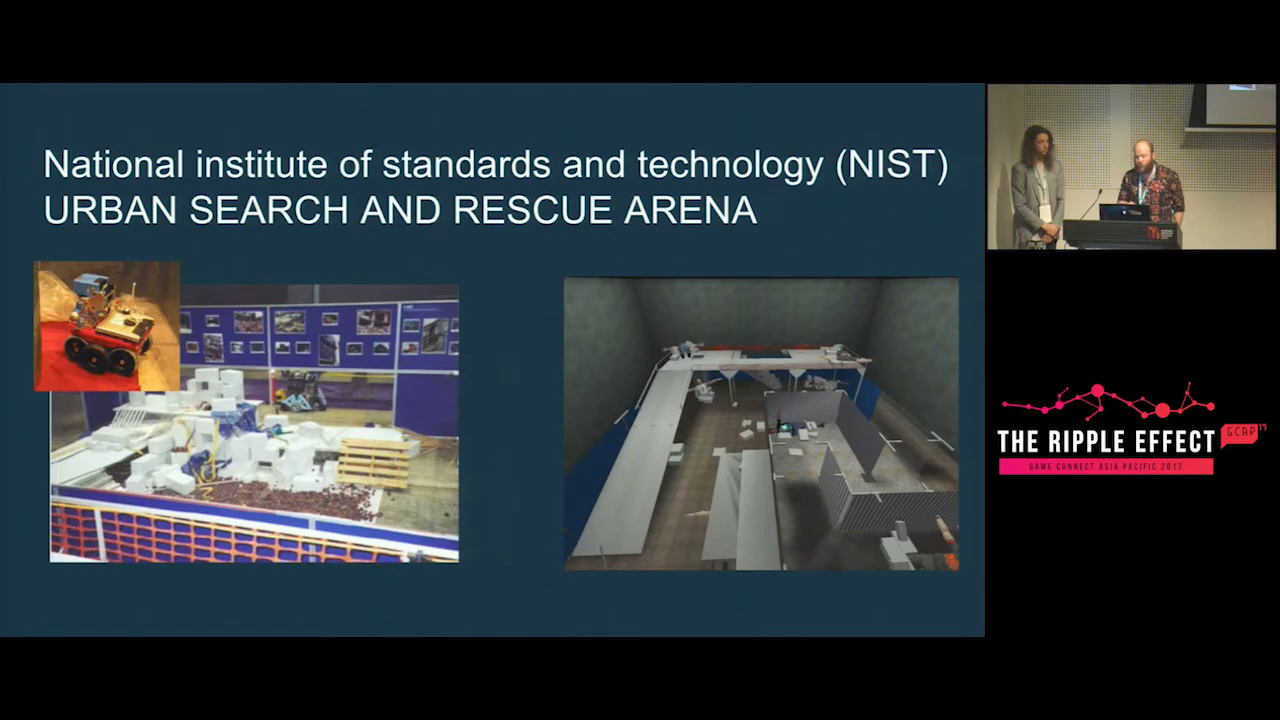 National institute of standards and technology (NIST)
URBAN SEARCH AND RESCUE ARENA
THE RIPPLE EFFECT
GCAP17
GAME CONNECT ASIA PACIFIC 2017